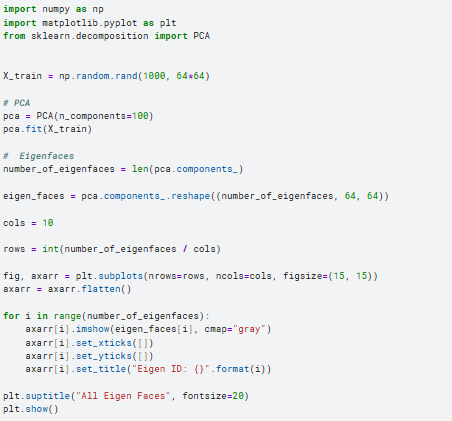 import numpy as np
import matplotlib.pyplot as plt
from sklearn.decomposition import PCA
X_train = np.random.rand(1000, 64*64)
# PCA
pca = PCA(n_components=100)
pca.fit(X_train)
#  Eigenfaces
number_of_eigenfaces = len(pca.components_)
eigen_faces = pca.components_.reshape((number_of_eigenfaces, 64, 64))
cols = 10
rows = int(number_of_eigenfaces / cols)
fig, axarr = plt.subplots(nrows=rows, ncols=cols, figsize=(15, 15))
axarr = axarr.flatten()
for i in range(number_of_eigenfaces):
    axarr[i].imshow(eigen_faces[i], cmap="gray")
    axarr[i].set_xticks([])
    axarr[i].set_yticks([])
    axarr[i].set_title("Eigen ID: {}".format(i))
plt.suptitle("All Eigen Faces", fontsize=20)
plt.show()